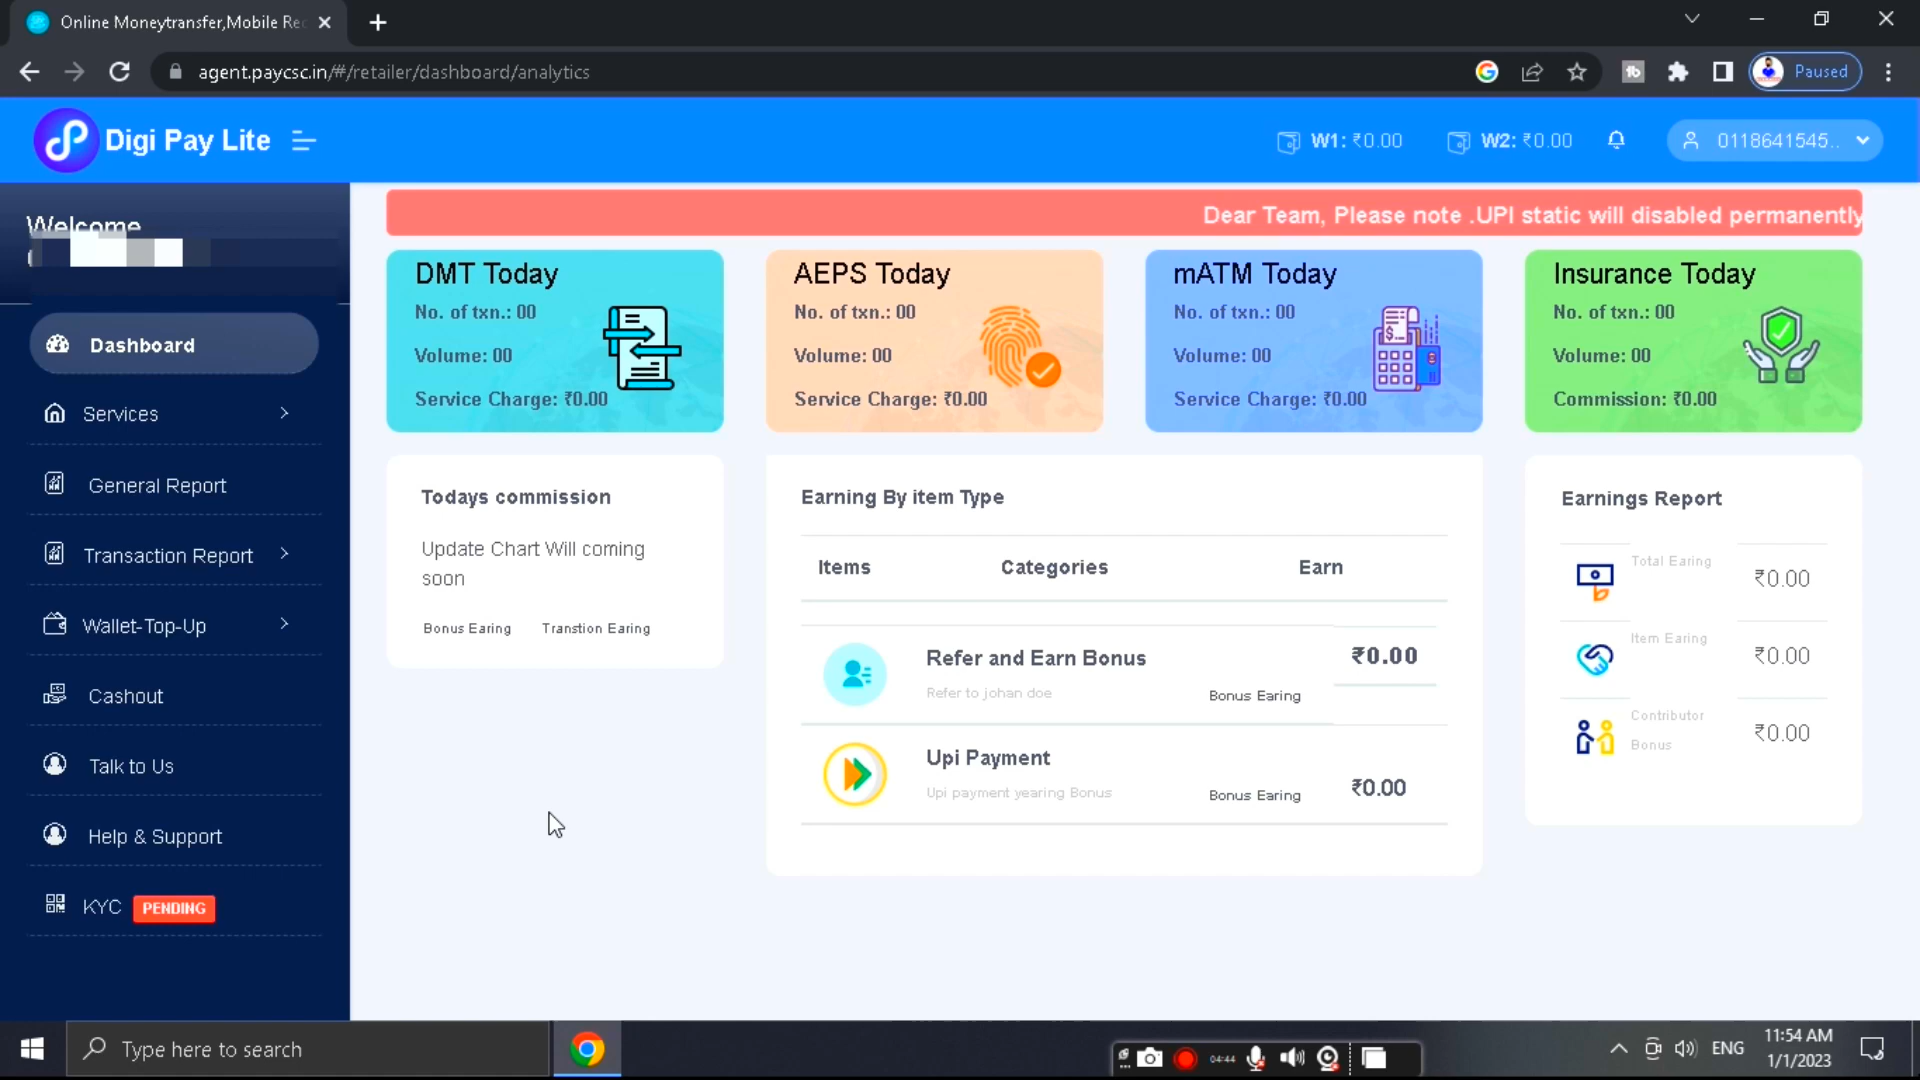 Online Moneytransfer,Mobile Rec
agent.paycsc.in/#/retailer/dashboard/analytics
Paused
Digi Pay Lite
W1: ₹0.00
W2: ₹0.00
0118641545..
Welcome
Dear Team, Please note .UPI static will disabled permanently
Dashboard
Services
General Report
Transaction Report
Wallet-Top-Up
Cashout
Talk to Us
Help & Support
KYC PENDING
DMT Today
No. of txn.: 00
Volume: 00
Service Charge: ₹0.00
AEPS Today
No. of txn.: 00
Volume: 00
Service Charge: ₹0.00
mATM Today
No. of txn.: 00
Volume: 00
Service Charge: ₹0.00
Insurance Today
No. of txn.: 00
Volume: 00
Commission: ₹0.00
Todays commission
Update Chart Will coming
soon
Bonus Earing Transtion Earing
Earning By item Type
Items Categories Earn
Refer and Earn Bonus
Refer to johan doe
Bonus Earing
₹0.00
Upi Payment
Upi payment yearing Bonus
Bonus Earing
₹0.00
Earnings Report
Total Earing ₹0.00
Item Earing ₹0.00
Contributor
Bonus
₹0.00
Type here to search
04:44
ENG
11:54 AM
1/1/2023